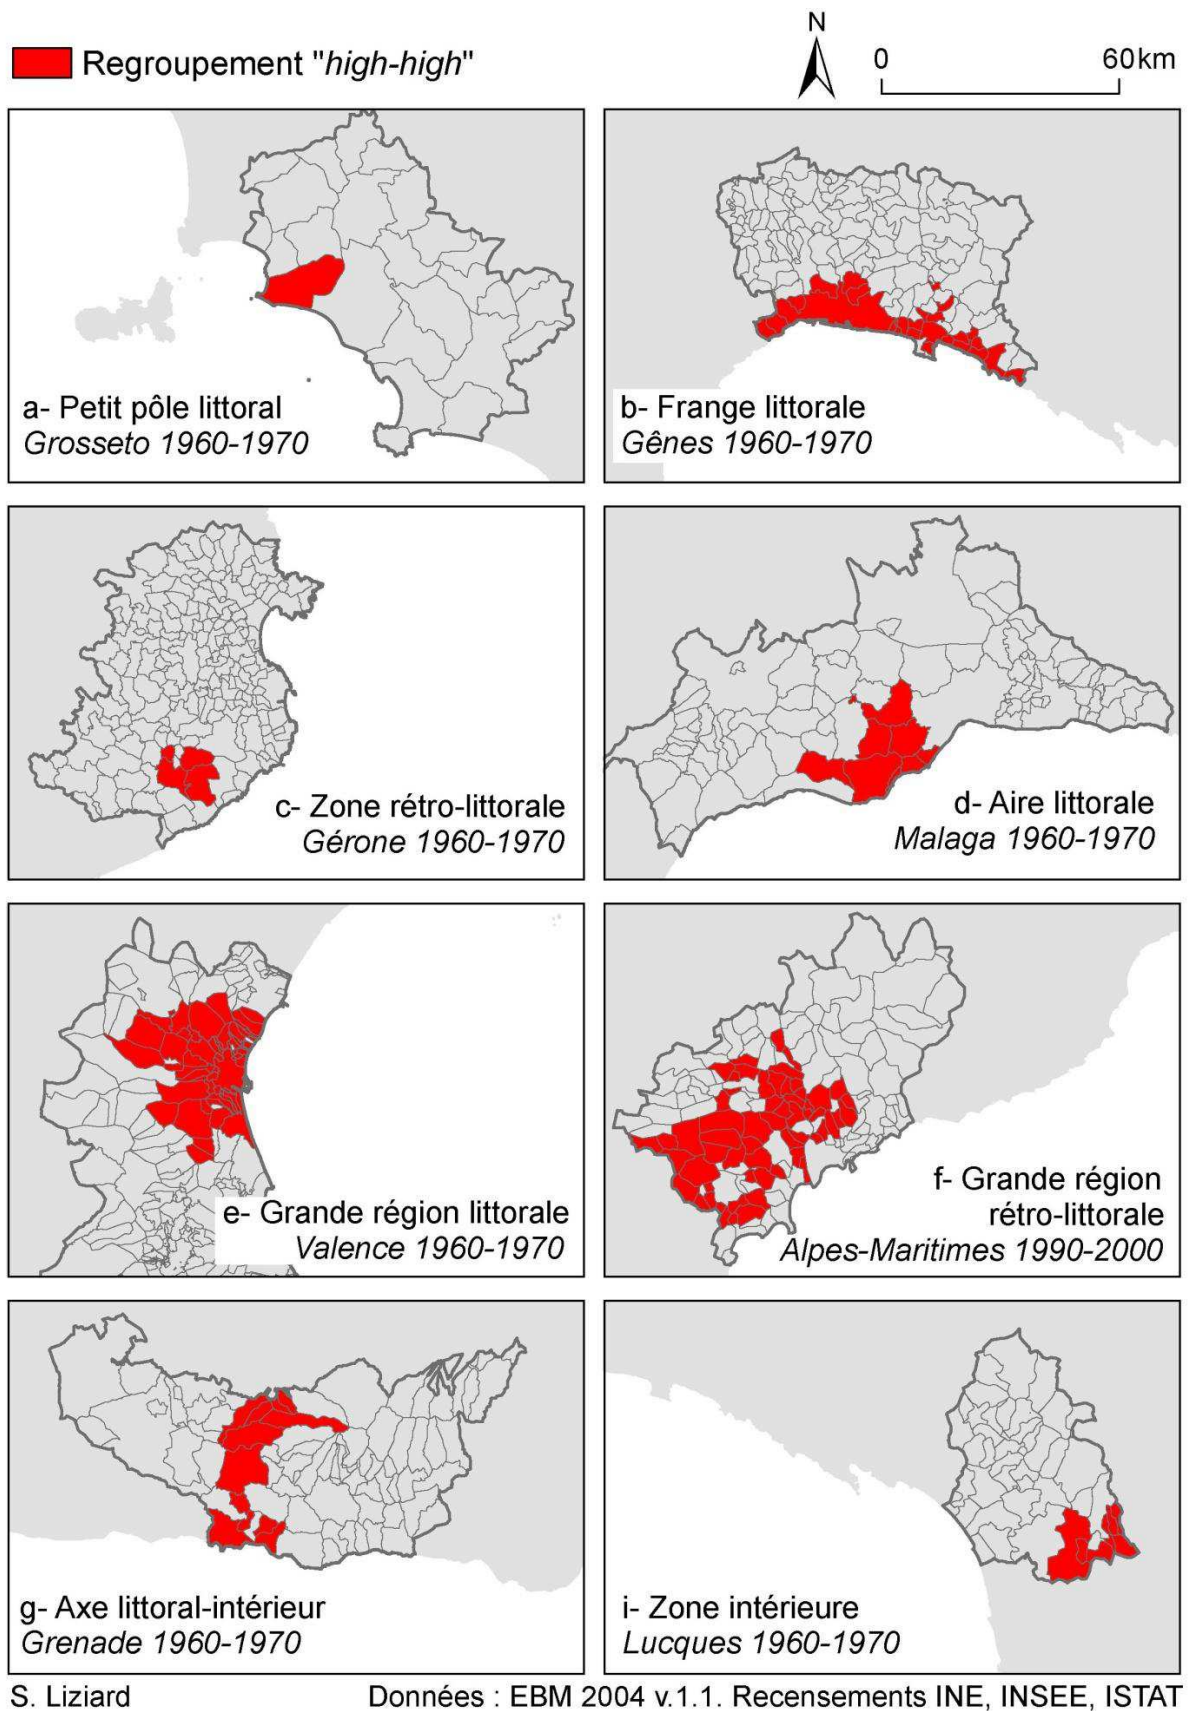 Regroupement "high-high"
N
0 60km
a- Petit pôle littoral
Grosseto 1960-1970
b- Frange littorale
Gênes 1960-1970
c- Zone rétro-littorale
Gérone 1960-1970
d- Aire littorale
Malaga 1960-1970
e- Grande région littorale
Valence 1960-1970
f- Grande région
rétro-littorale
Alpes-Maritimes 1990-2000
g- Axe littoral-intérieur
Grenade 1960-1970
i- Zone intérieure
Lucques 1960-1970
S. Liziard Données : EBM 2004 v.1.1. Recensements INE, INSEE, ISTAT